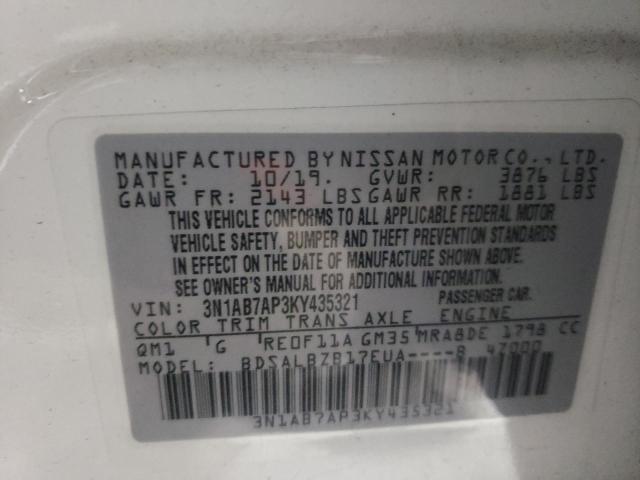 MANUFACTURED BY NISSAN MOTOR CO., LTD.
DATE: 10/19. GVWR: 3876 LBS
GAWR FR: 2143 LBS GAWR RR: 1881 LBS
THIS VEHICLE CONFORMS TO ALL APPLICABLE FEDERAL MOTOR
VEHICLE SAFETY, BUMPER AND THEFT PREVENTION STANDARDS
IN EFFECT ON THE DATE OF MANUFACTURE SHOWN ABOVE.
SEE OWNER'S MANUAL FOR ADDITIONAL INFORMATION.
VIN: 3N1AB7AP3KY435321 PASSENGER CAR.
COLOR TRIM TRANS AXLE ENGINE
QM1 G RE0F11A GM35 MRA8DE 1798 CC
MODEL: BDSALBZB17EUA----B 47000
3N1AB7AP3KY435321